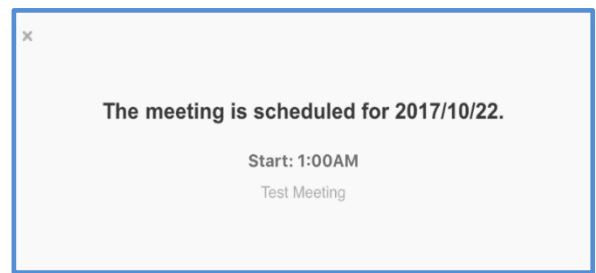 The meeting is scheduled for 2017/10/22.
Start: 1:00AM
Test Meeting